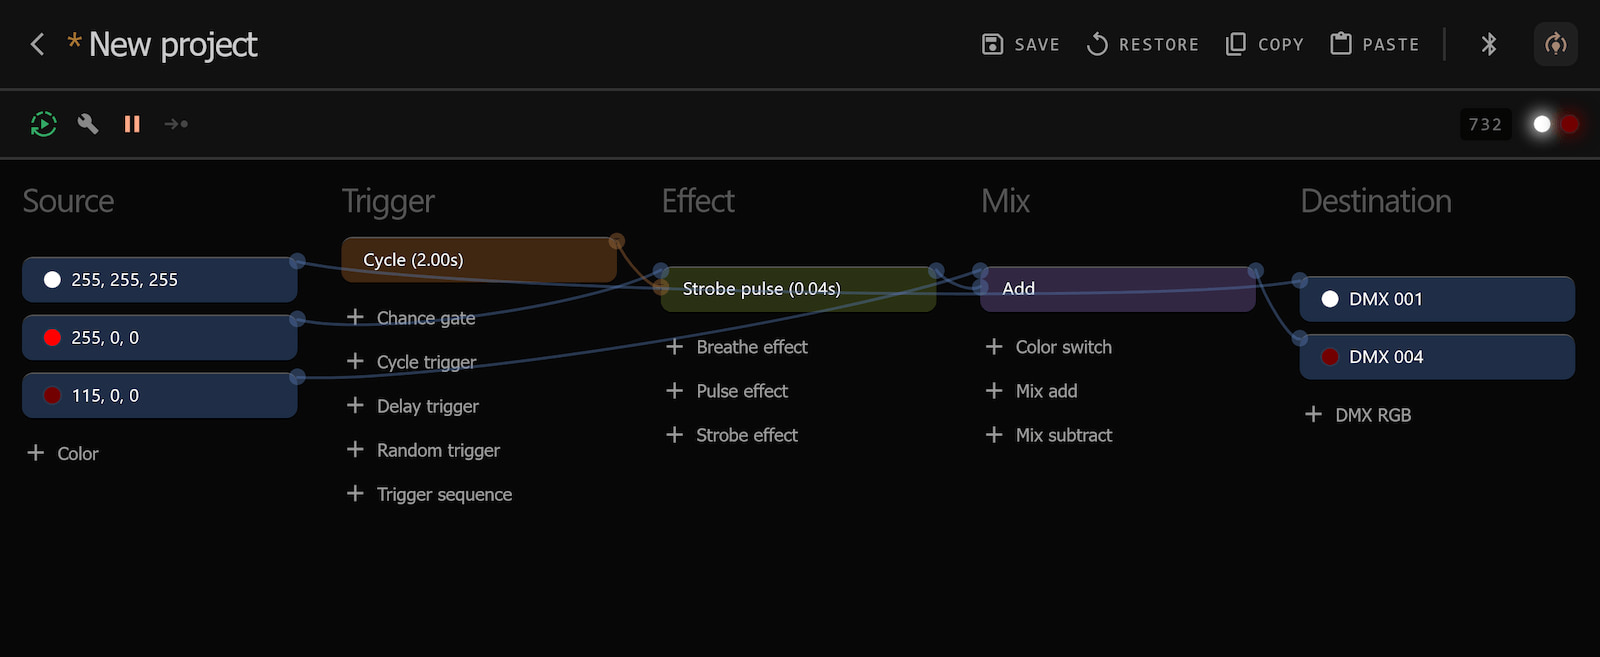 * New project
SAVE
RESTORE
COPY
PASTE
732
Source
255, 255, 255
255, 0, 0
115, 0, 0
+ Color
Trigger
Cycle (2.00s)
+ Chance gate
+ Cycle trigger
+ Delay trigger
+ Random trigger
+ Trigger sequence
Effect
Strobe pulse (0.04s)
+ Breathe effect
+ Pulse effect
+ Strobe effect
Mix
Add
+ Color switch
+ Mix add
+ Mix subtract
Destination
DMX 001
DMX 004
+ DMX RGB